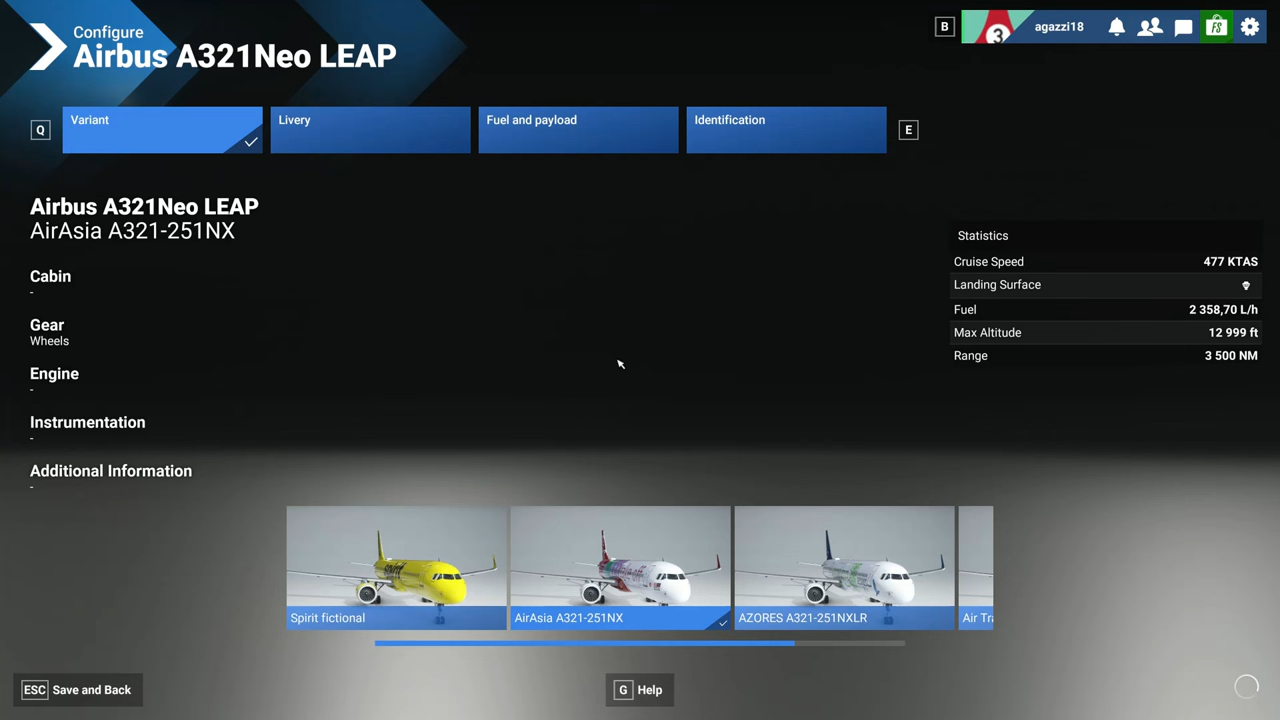 Configure
Airbus A321Neo LEAP
B
3
agazzi18
FS
Q
Variant
Livery
Fuel and payload
Identification
E
Airbus A321Neo LEAP
AirAsia A321-251NX
Cabin
-
Gear
Wheels
Engine
-
Instrumentation
-
Additional Information
-
Statistics
Cruise Speed 477 KTAS
Landing Surface
Fuel 2 358,70 L/h
Max Altitude 12 999 ft
Range 3 500 NM
spirit
Spirit fictional
AirAsia A321-251NX
AZORES A321-251NXLR
Air Tr
ESC Save and Back
G Help